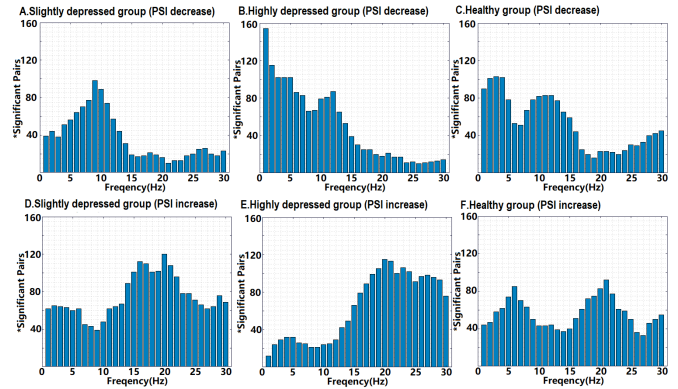 A.Slightly depressed group (PSI decrease)
160
120
80
40
*Significant Pairs
0 5 10 15 20 25 30
Freqency(Hz)
B.Highly depressed group (PSI decrease)
160
120
80
40
*Significant Pairs
0 5 10 15 20 25 30
Freqency(Hz)
C.Healthy group (PSI decrease)
160
120
80
40
*Significant Pairs
0 5 10 15 20 25 30
Freqency(Hz)
D.Slightly depressed group (PSI increase)
160
120
80
40
*Significant Pairs
0 5 10 15 20 25 30
Freqency(Hz)
E.Highly depressed group (PSI increase)
160
120
80
40
*Significant Pairs
0 5 10 15 20 25 30
Freqency(Hz)
F.Healthy group (PSI increase)
160
120
80
40
*Significant Pairs
0 5 10 15 20 25 30
Freqency(Hz)